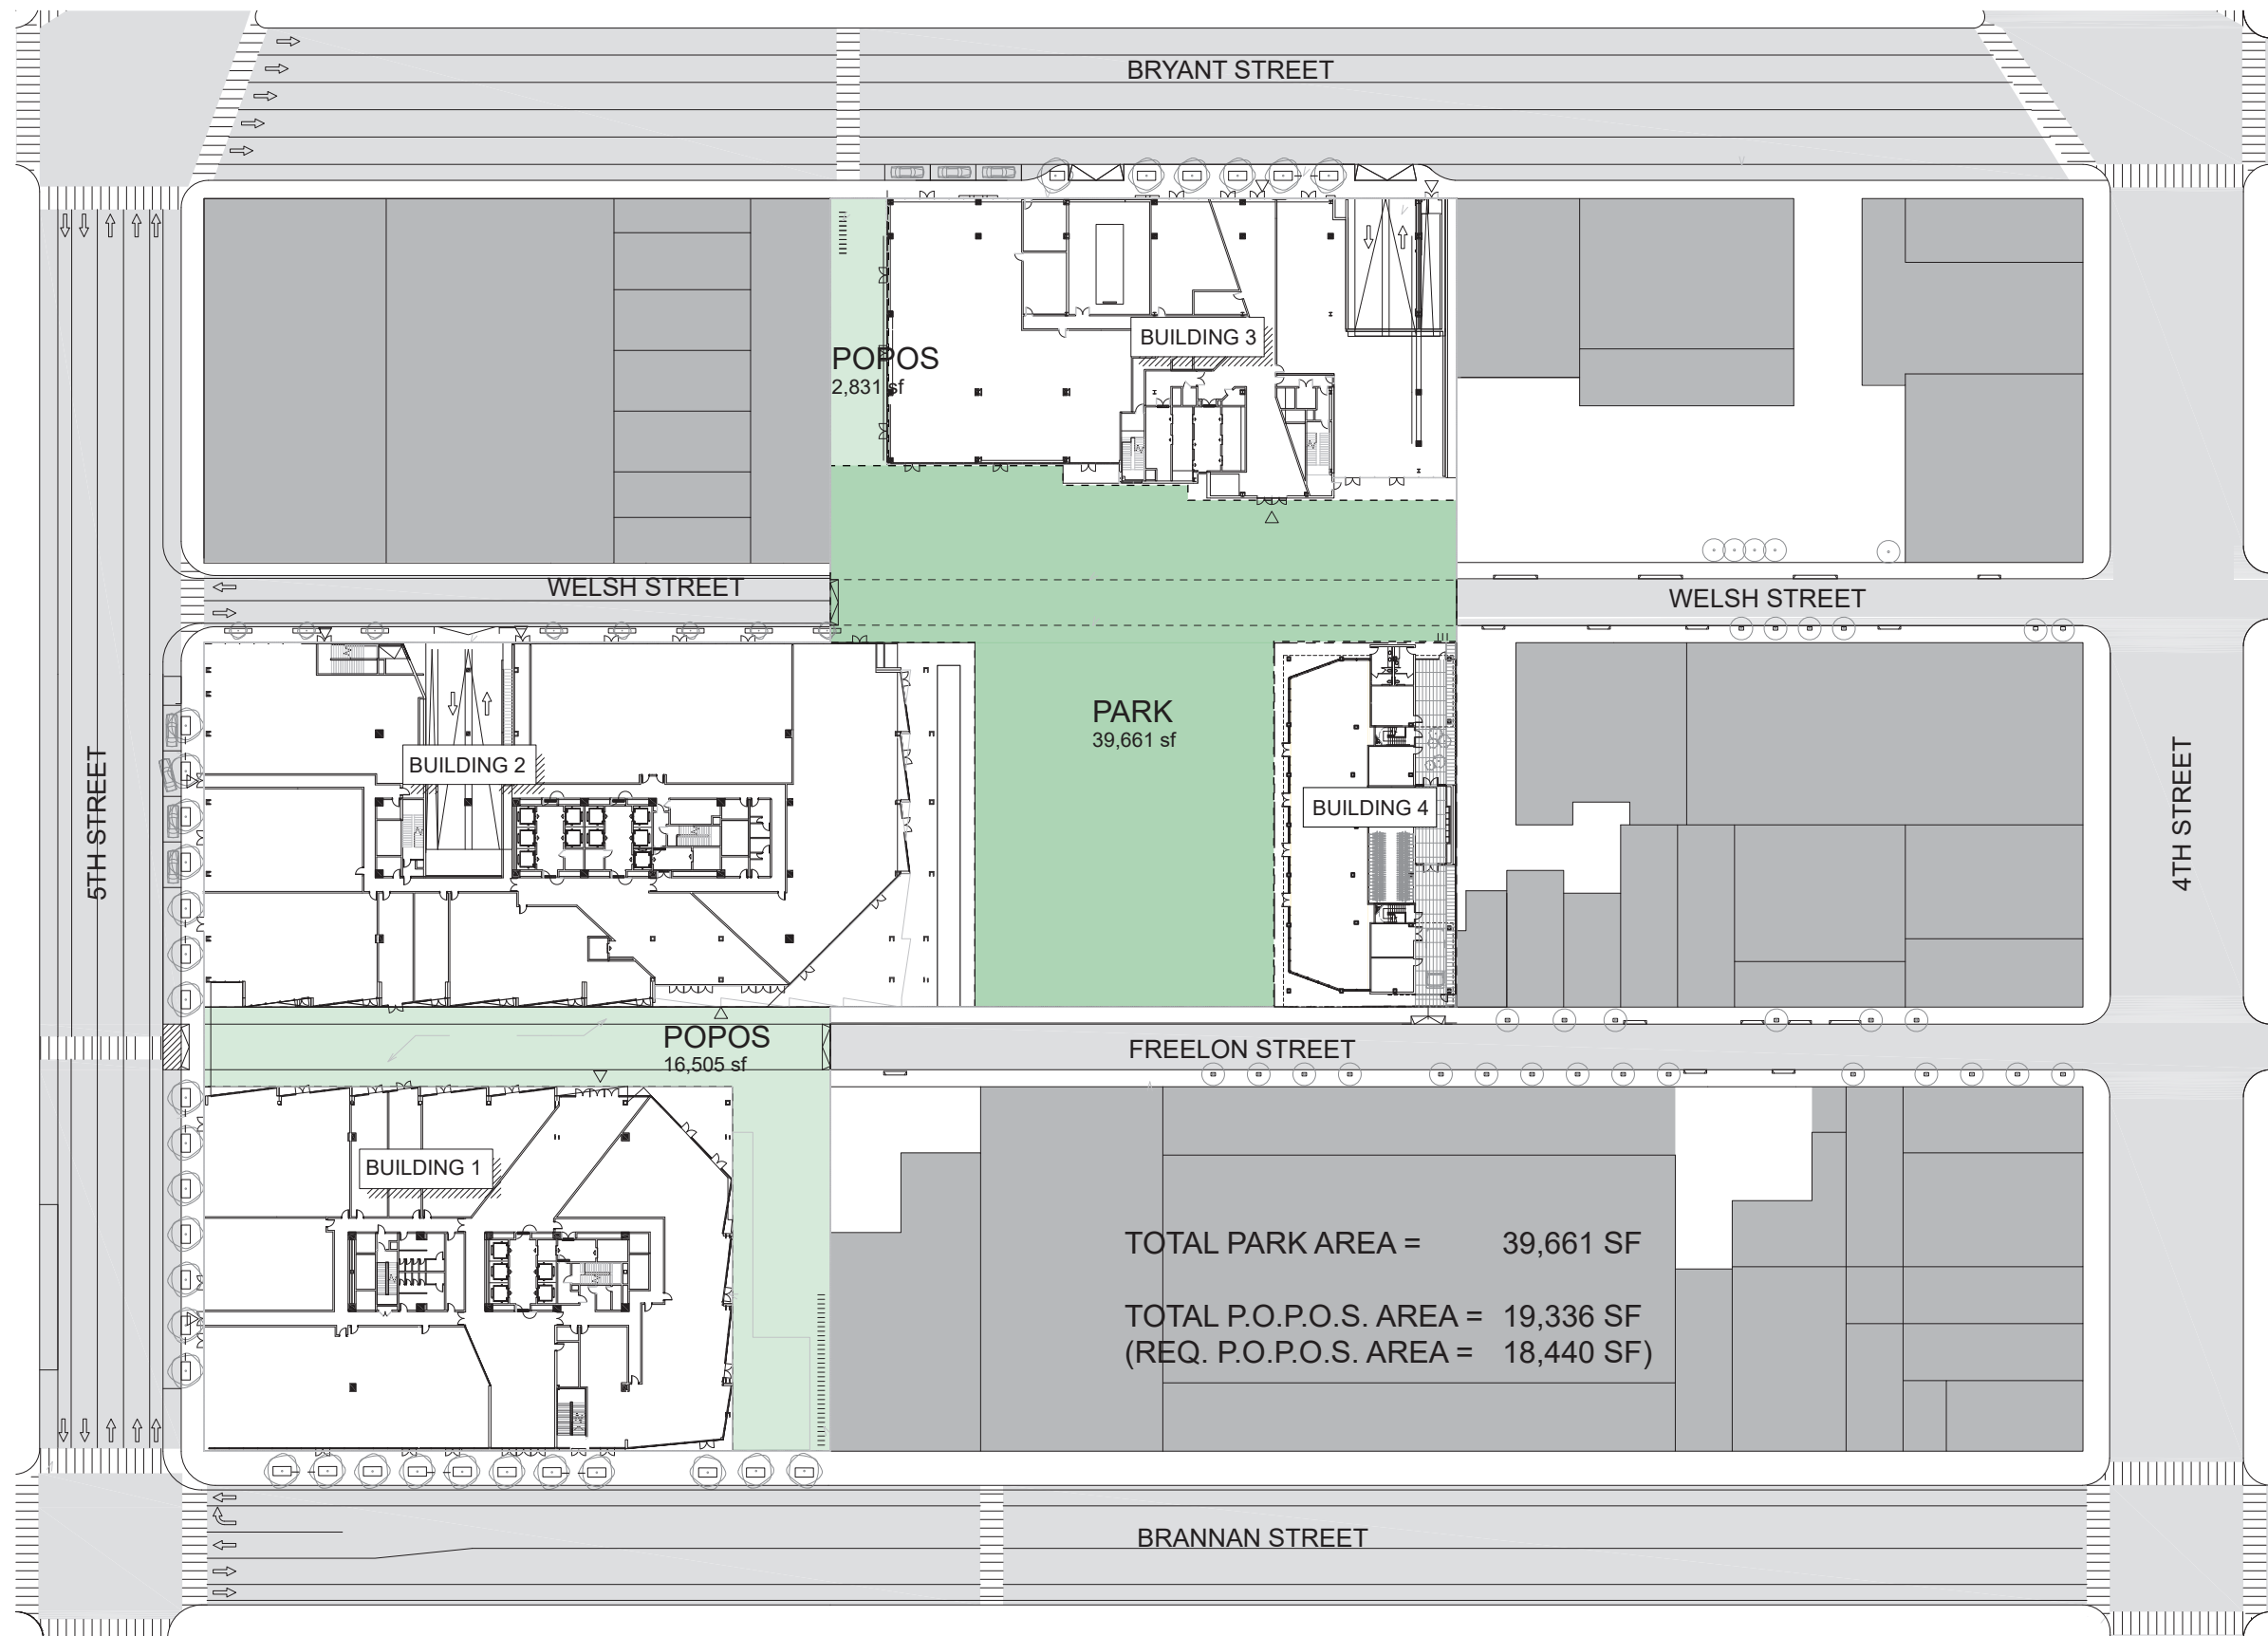 BRYANT STREET
BUILDING 3
POPOS
2,831 sf
WELSH STREET
WELSH STREET
PARK
39,661 sf
BUILDING 2
BUILDING 4
5TH STREET
4TH STREET
POPOS
16,505 sf
FREELON STREET
BUILDING 1
TOTAL PARK AREA = 39,661 SF
TOTAL P.O.P.O.S. AREA = 19,336 SF
(REQ. P.O.P.O.S. AREA = 18,440 SF)
BRANNAN STREET